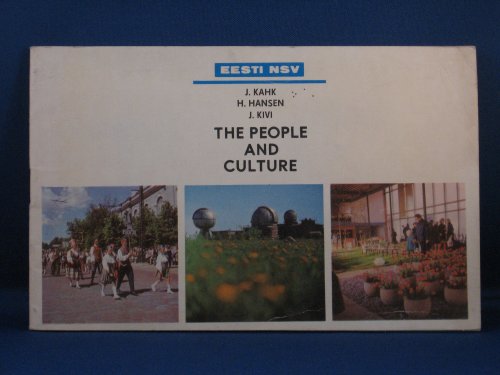 EESTI NSV
J. KAHK
H. HANSEN
J. KIVI
THE PEOPLE
AND
CULTURE